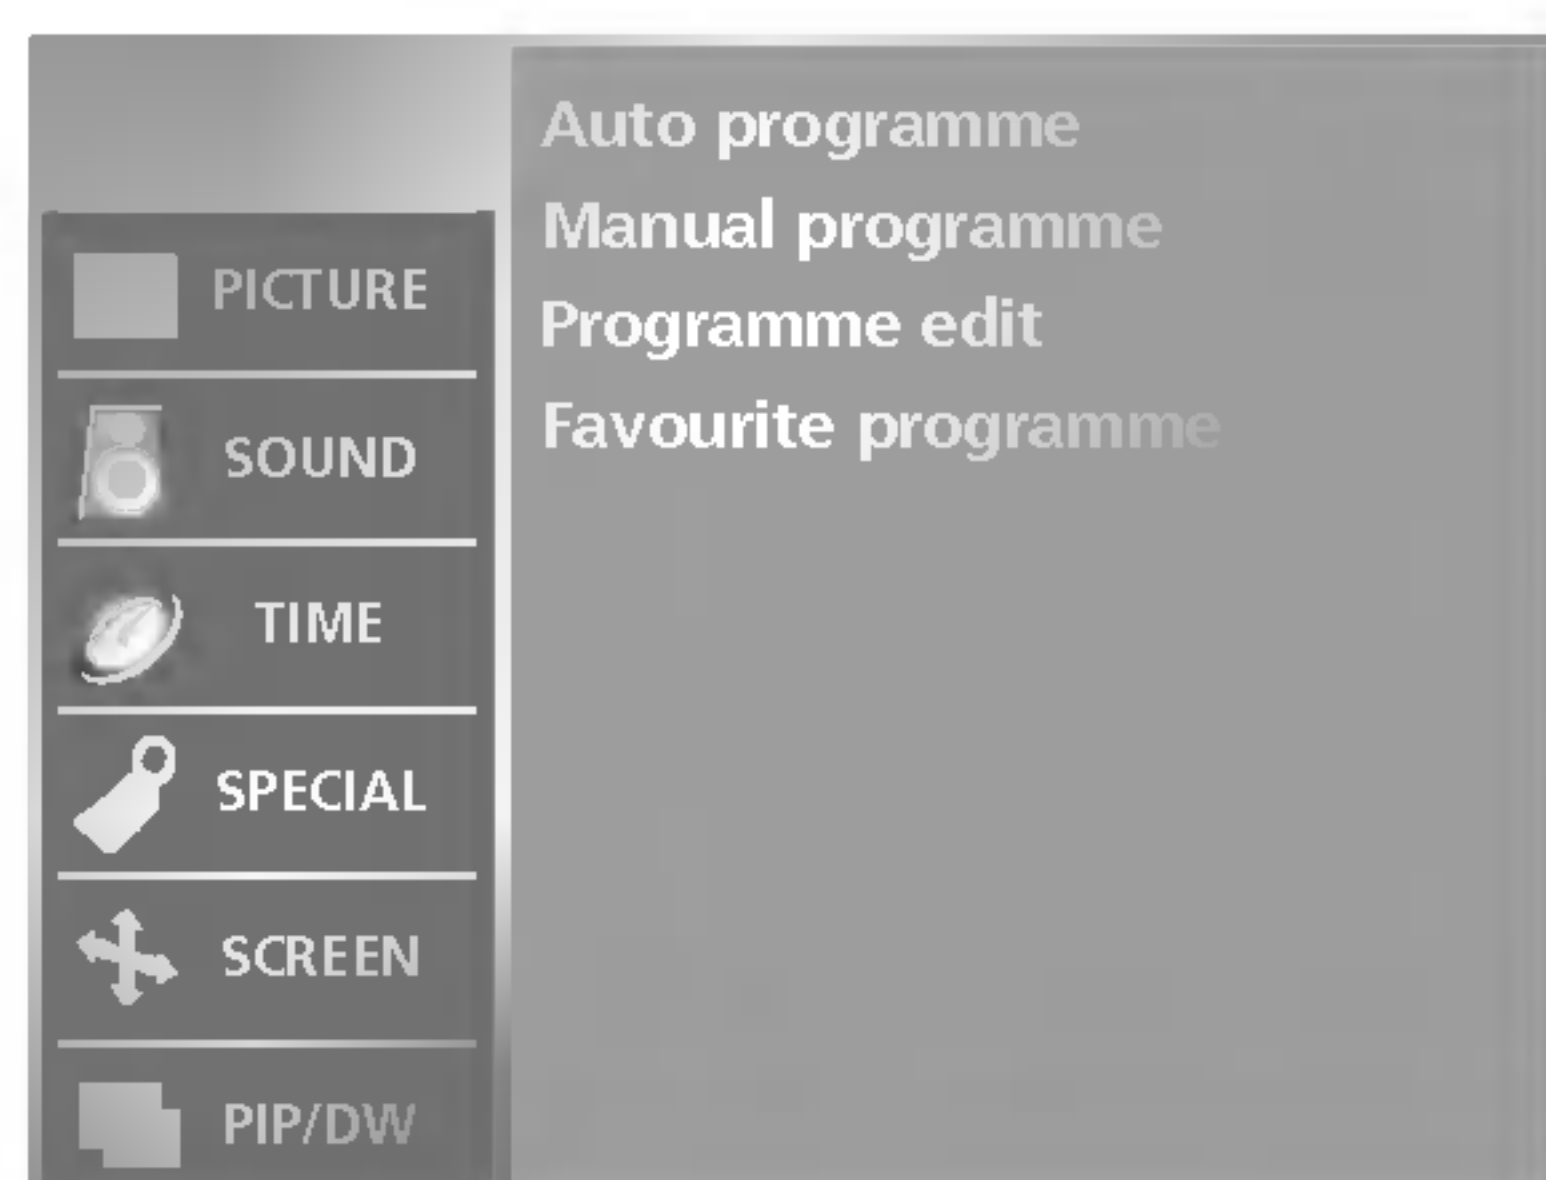 Auto programme
Manual programme
Programme edit
Favourite programme
PICTURE
SOUND
TIME
SPECIAL
SCREEN
PIP/DW